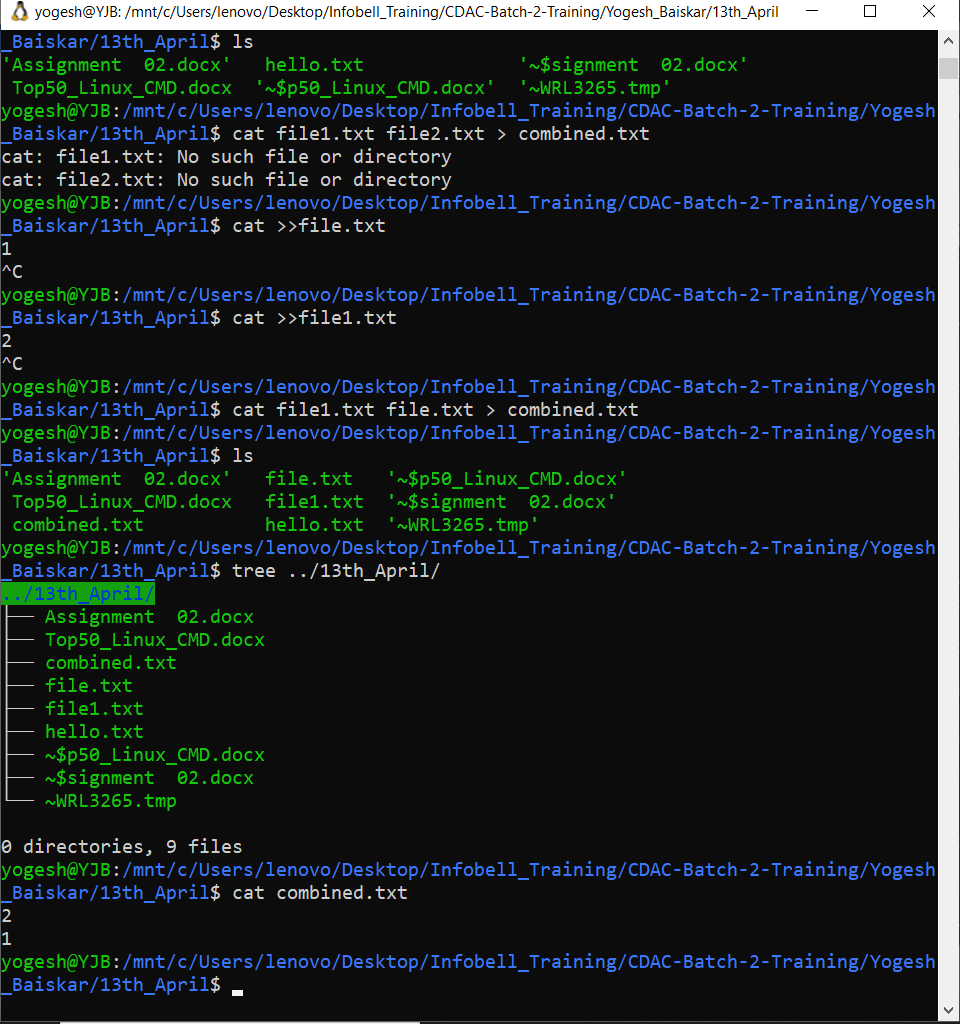 yogesh@YJB: /mnt/c/Users/lenovo/Desktop/Infobell_Training/CDAC-Batch-2-Training/Yogesh_Baiskar/13th_April
_Baiskar/13th_April$ ls
'Assignment  02.docx'   hello.txt              '~$signment  02.docx'
 Top50_Linux_CMD.docx  '~$p50_Linux_CMD.docx'  '~WRL3265.tmp'
yogesh@YJB:/mnt/c/Users/lenovo/Desktop/Infobell_Training/CDAC-Batch-2-Training/Yogesh
_Baiskar/13th_April$ cat file1.txt file2.txt > combined.txt
cat: file1.txt: No such file or directory
cat: file2.txt: No such file or directory
yogesh@YJB:/mnt/c/Users/lenovo/Desktop/Infobell_Training/CDAC-Batch-2-Training/Yogesh
_Baiskar/13th_April$ cat >>file.txt
1
^C
yogesh@YJB:/mnt/c/Users/lenovo/Desktop/Infobell_Training/CDAC-Batch-2-Training/Yogesh
_Baiskar/13th_April$ cat >>file1.txt
2
^C
yogesh@YJB:/mnt/c/Users/lenovo/Desktop/Infobell_Training/CDAC-Batch-2-Training/Yogesh
_Baiskar/13th_April$ cat file1.txt file.txt > combined.txt
yogesh@YJB:/mnt/c/Users/lenovo/Desktop/Infobell_Training/CDAC-Batch-2-Training/Yogesh
_Baiskar/13th_April$ ls
'Assignment  02.docx'   file.txt   '~$p50_Linux_CMD.docx'
 Top50_Linux_CMD.docx   file1.txt  '~$signment  02.docx'
 combined.txt           hello.txt  '~WRL3265.tmp'
yogesh@YJB:/mnt/c/Users/lenovo/Desktop/Infobell_Training/CDAC-Batch-2-Training/Yogesh
_Baiskar/13th_April$ tree ../13th_April/
../13th_April/
├── Assignment  02.docx
├── Top50_Linux_CMD.docx
├── combined.txt
├── file.txt
├── file1.txt
├── hello.txt
├── ~$p50_Linux_CMD.docx
├── ~$signment  02.docx
└── ~WRL3265.tmp
0 directories, 9 files
yogesh@YJB:/mnt/c/Users/lenovo/Desktop/Infobell_Training/CDAC-Batch-2-Training/Yogesh
_Baiskar/13th_April$ cat combined.txt
2
1
yogesh@YJB:/mnt/c/Users/lenovo/Desktop/Infobell_Training/CDAC-Batch-2-Training/Yogesh
_Baiskar/13th_April$